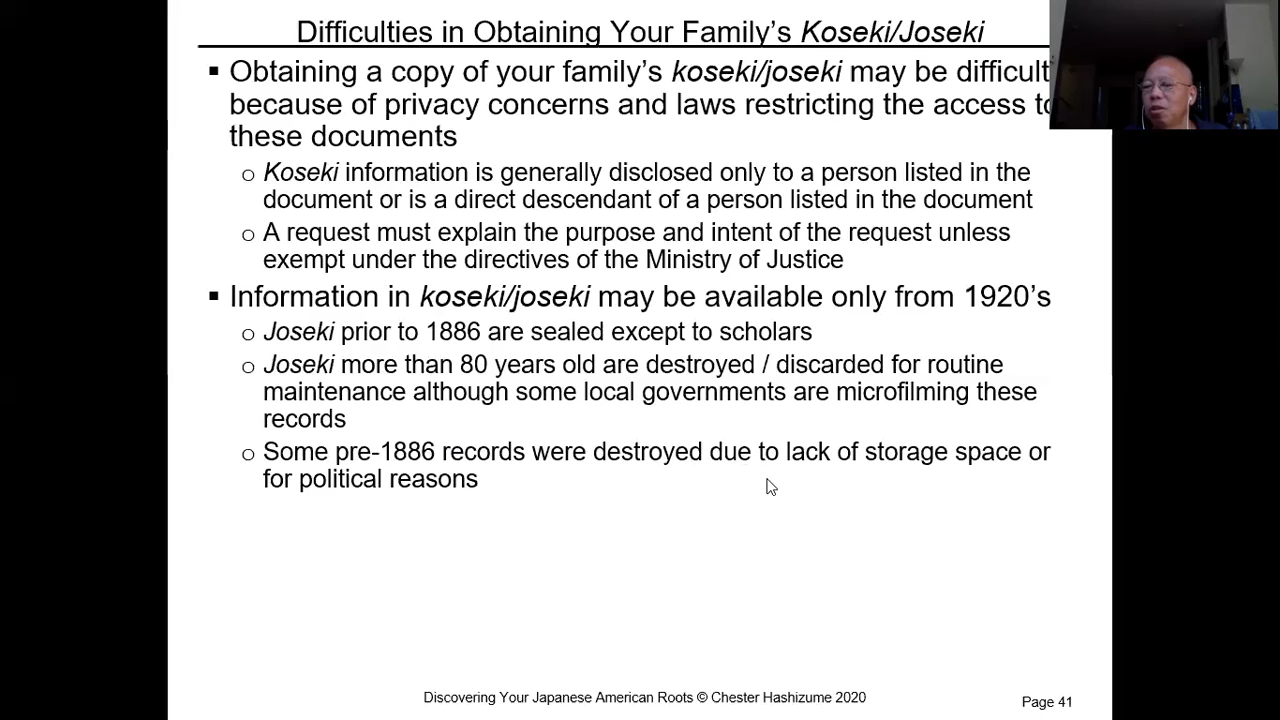 Difficulties in Obtaining Your Family's Koseki/Joseki
▪ Obtaining a copy of your family's koseki/joseki may be difficult
because of privacy concerns and laws restricting the access to
these documents
o Koseki information is generally disclosed only to a person listed in the
document or is a direct descendant of a person listed in the document
o A request must explain the purpose and intent of the request unless
exempt under the directives of the Ministry of Justice
▪ Information in koseki/joseki may be available only from 1920's
o Joseki prior to 1886 are sealed except to scholars
o Joseki more than 80 years old are destroyed / discarded for routine
maintenance although some local governments are microfilming these
records
o Some pre-1886 records were destroyed due to lack of storage space or
for political reasons
Discovering Your Japanese American Roots © Chester Hashizume 2020
Page 41